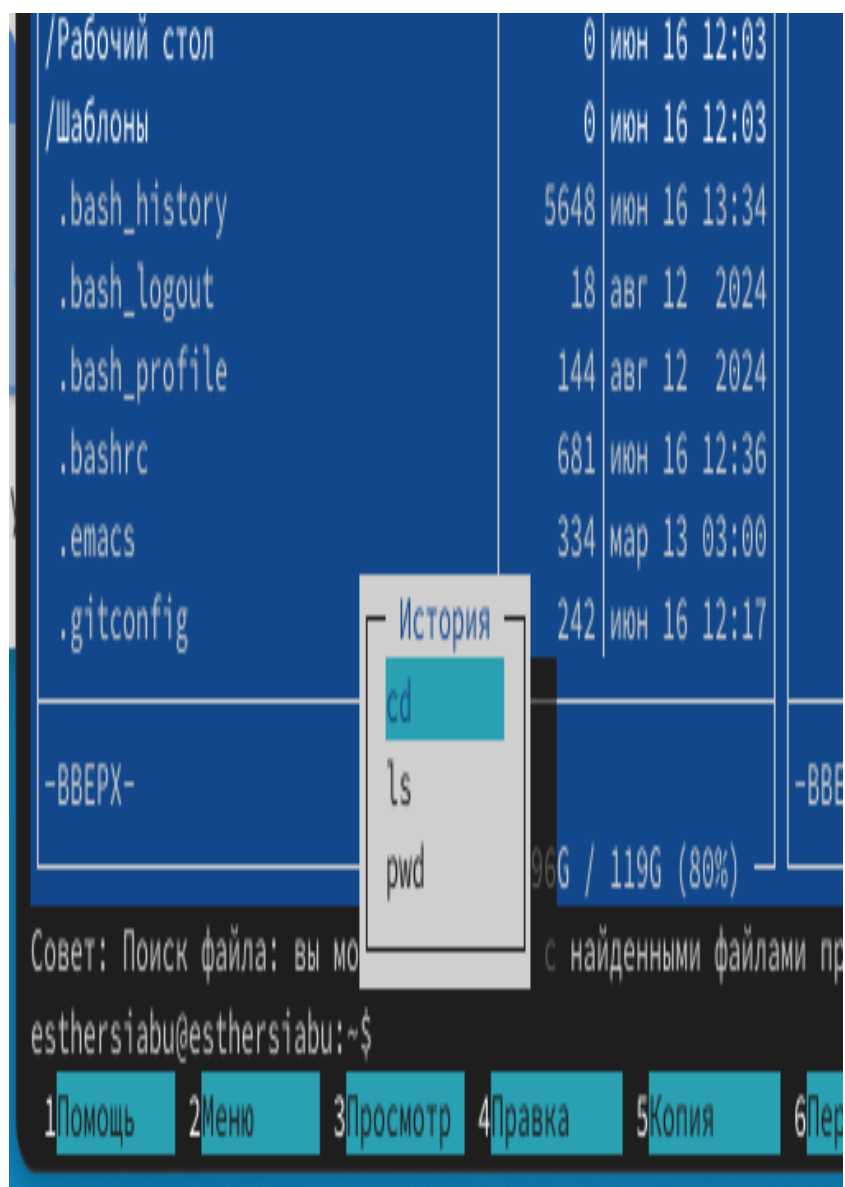 /Рабочий стол 0 июн 16 12:03
/Шаблоны 0 июн 16 12:03
.bash_history 5648 июн 16 13:34
.bash_logout 18 авг 12 2024
.bash_profile 144 авг 12 2024
.bashrc 681 июн 16 12:36
.emacs 334 мар 13 03:00
.gitconfig 242 июн 16 12:17
История
cd
ls
pwd
-ВВЕРХ- -ВВЕ
96G / 119G (80%)
Совет: Поиск файла: вы мо с найденными файлами пр
esthersiabu@esthersiabu:~$
1Помощь 2Меню 3Просмотр 4Правка 5Копия 6Пер